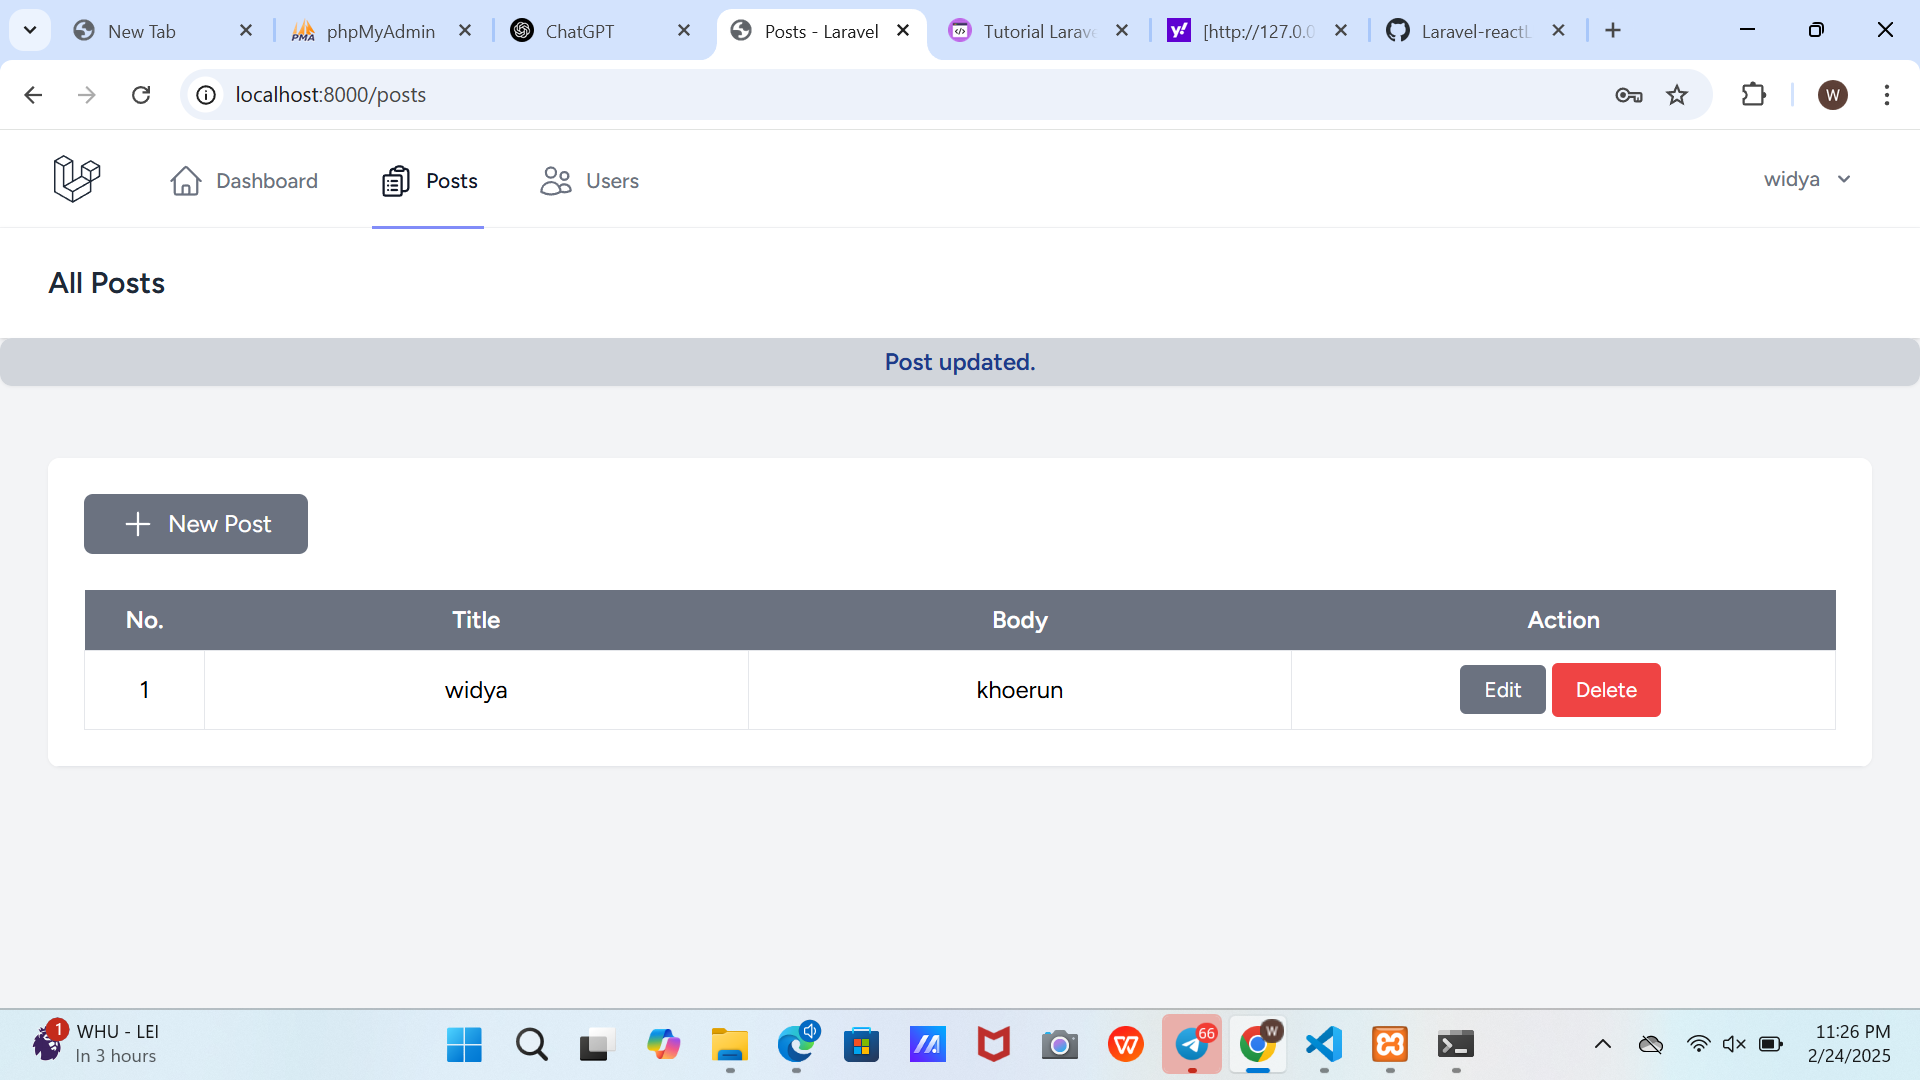 New Tab
phpMyAdmin
ChatGPT
Posts - Laravel
Tutorial Larave
[http://127.0.0
Laravel-reactL
localhost:8000/posts
W
Dashboard
Posts
Users
widya
All Posts
Post updated.
New Post
No. Title Body Action
1 widya khoerun Edit Delete
1
WHU - LEI
In 3 hours
66
W
11:26 PM
2/24/2025